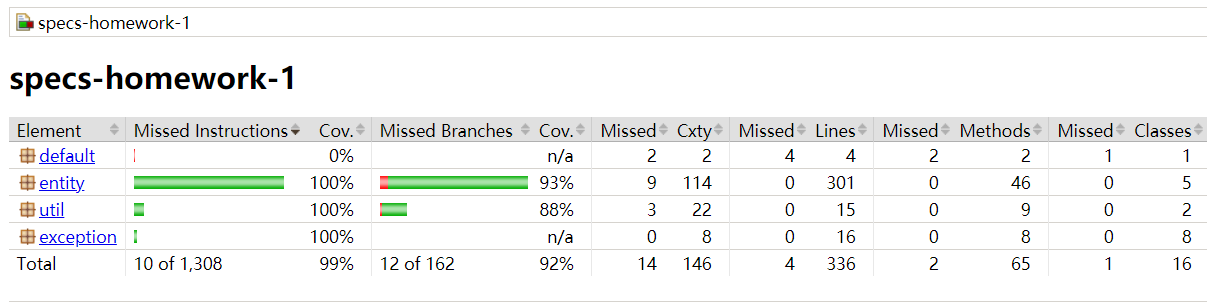 specs-homework-1
specs-homework-1
Element Missed Instructions Cov. Missed Branches Cov. Missed Cxty Missed Lines Missed Methods Missed Classes
default 0% n/a 2 2 4 4 2 2 1 1
entity 100% 93% 9 114 0 301 0 46 0 5
util 100% 88% 3 22 0 15 0 9 0 2
exception 100% n/a 0 8 0 16 0 8 0 8
Total 10 of 1,308 99% 12 of 162 92% 14 146 4 336 2 65 1 16